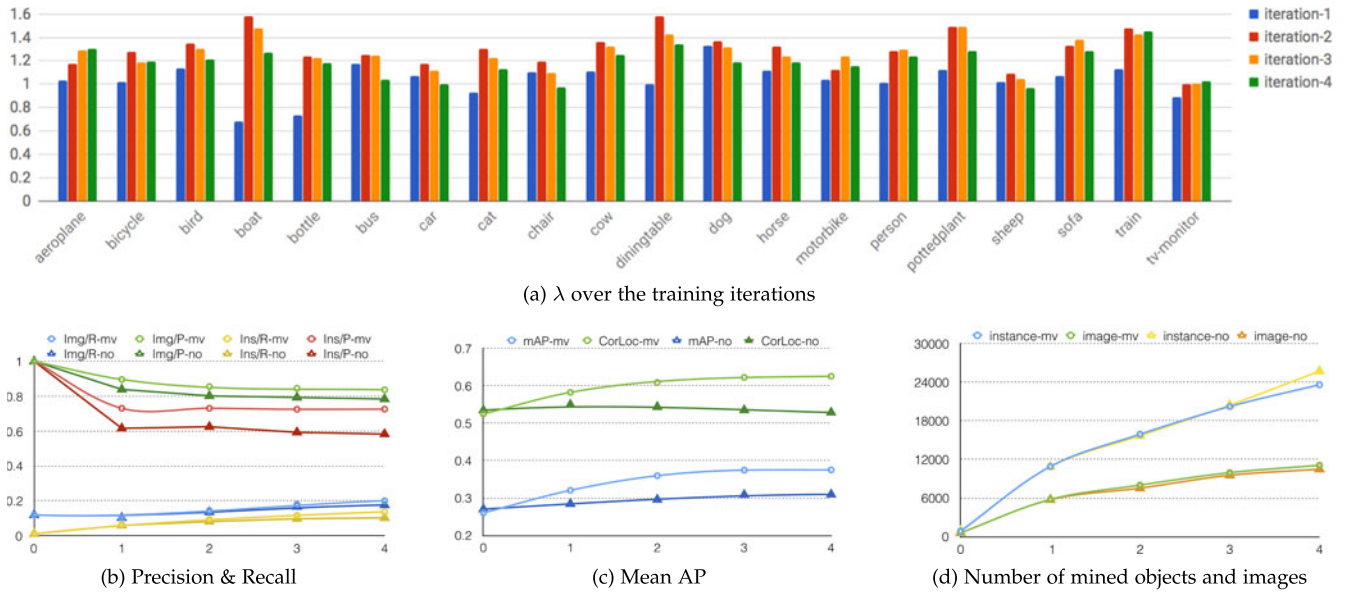 1.6
1.4
1.2
1
0.8
0.6
0.4
0.2
0
iteration-1
iteration-2
iteration-3
iteration-4
aeroplane
bicycle
bird
boat
bottle
bus
car
cat
chair
cow
diningtable
dog
horse
motorbike
person
pottedplant
sheep
sofa
train
tv-monitor
(a) λ over the training iterations
Img/R-mv Img/P-mv Ins/R-mv Ins/P-mv
Img/R-no Img/P-no Ins/R-no Ins/P-no
1
0.8
0.6
0.4
0.2
0
0 1 2 3 4
(b) Precision & Recall
mAP-mv CorLoc-mv mAP-no CorLoc-no
0.7
0.6
0.5
0.4
0.3
0.2
0 1 2 3 4
(c) Mean AP
instance-mv image-mv instance-no image-no
30000
24000
18000
12000
6000
0
0 1 2 3 4
(d) Number of mined objects and images